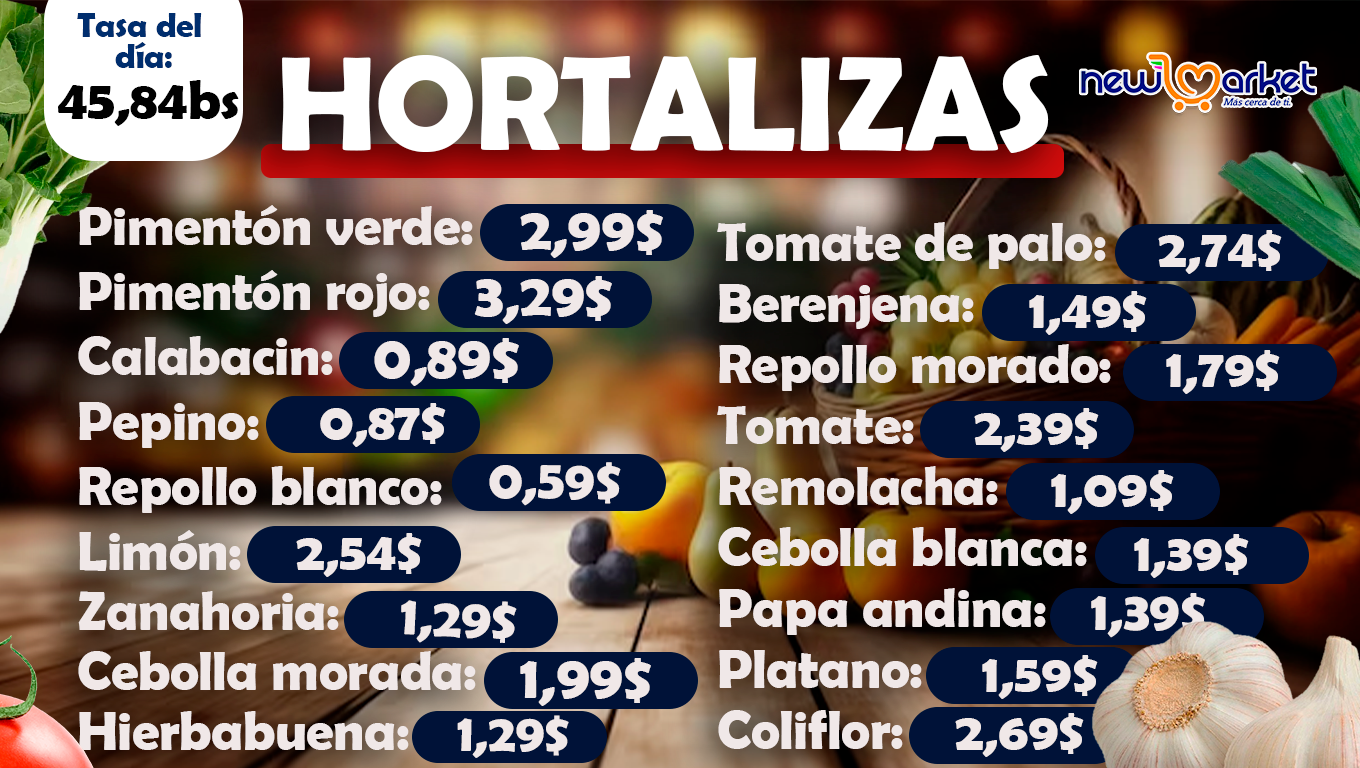 Tasa del
día:
45,84bs
HORTALIZAS
new market
Más cerca de ti.
Pimentón verde: 2,99$
Pimentón rojo: 3,29$
Calabacin: 0,89$
Pepino: 0,87$
Repollo blanco: 0,59$
Limón: 2,54$
Zanahoria: 1,29$
Cebolla morada: 1,99$
Hierbabuena: 1,29$
Tomate de palo: 2,74$
Berenjena: 1,49$
Repollo morado: 1,79$
Tomate: 2,39$
Remolacha: 1,09$
Cebolla blanca: 1,39$
Papa andina: 1,39$
Platano: 1,59$
Coliflor: 2,69$